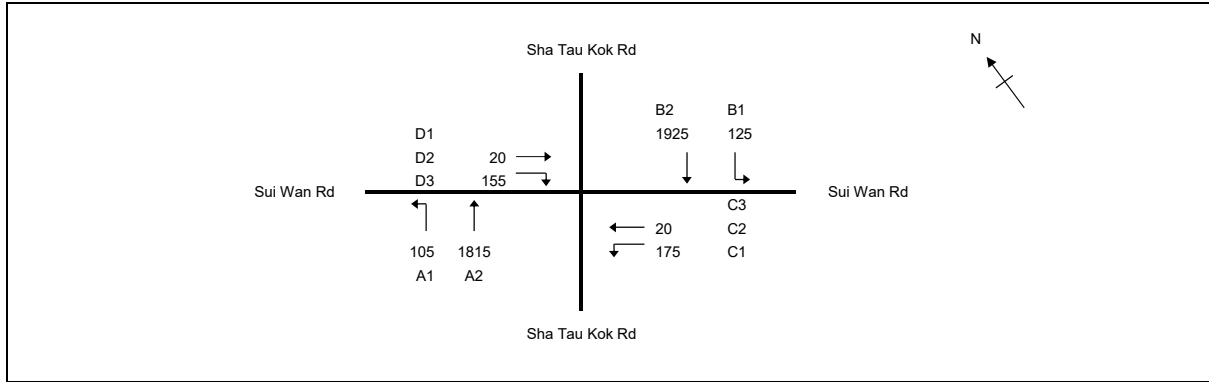 Sha Tau Kok Rd
N
B2 B1
D1 1925 125
D2 20
D3 155
Sui Wan Rd Sui Wan Rd
C3
20 C2
105 1815 175 C1
A1 A2
Sha Tau Kok Rd